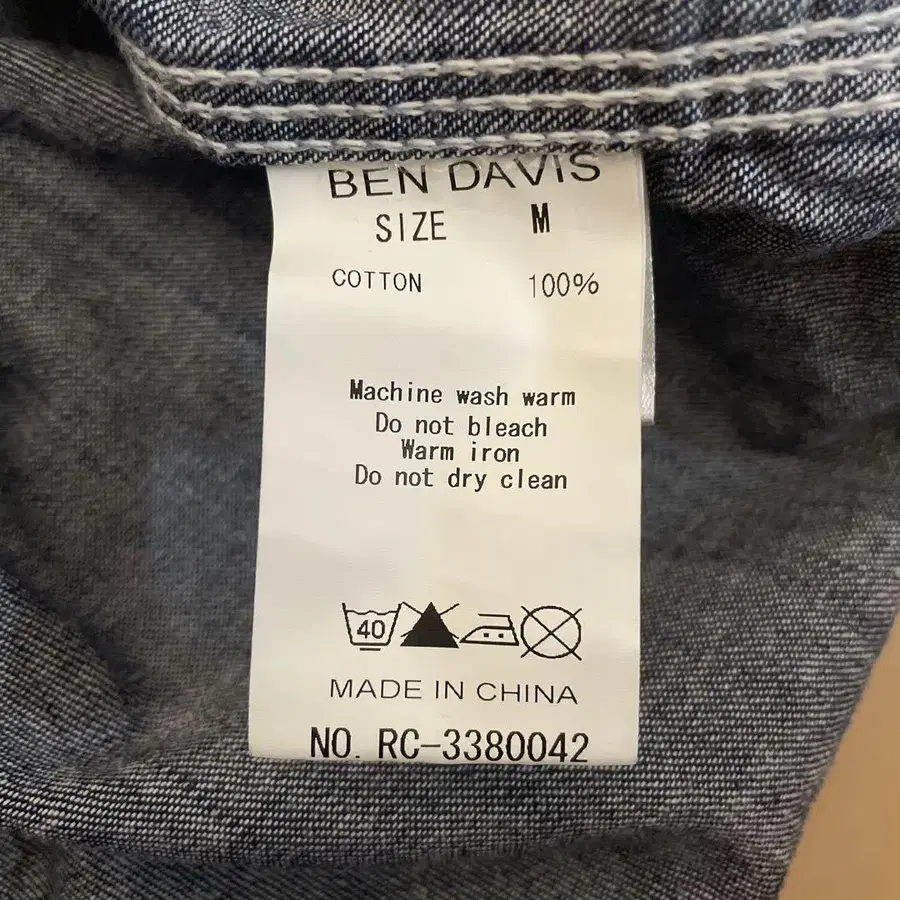 BEN DAVIS
SIZE M
COTTON 100%
Machine wash warm
Do not bleach
Warm iron
Do not dry clean
40
MADE IN CHINA
NO. RC-3380042